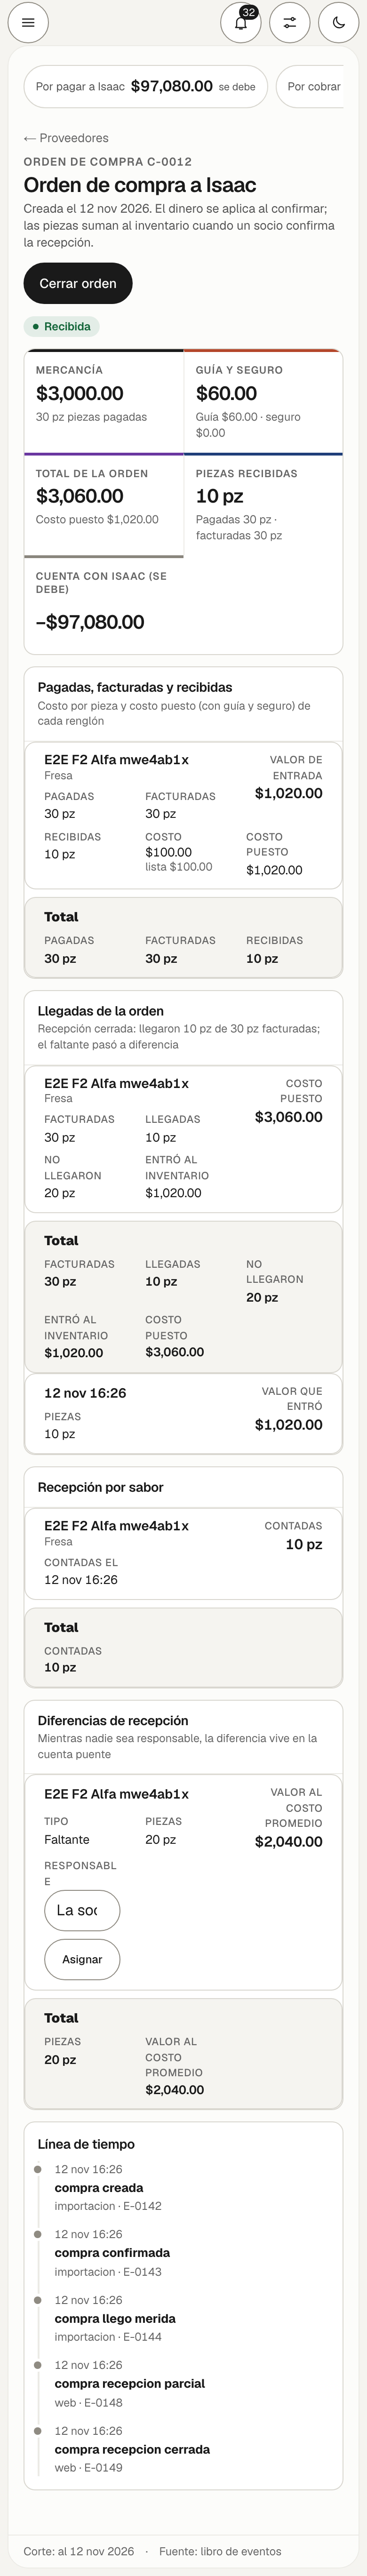 32
Por pagar a Isaac $97,080.00 se debe
Por cobrar
← Proveedores
ORDEN DE COMPRA C-0012
Orden de compra a Isaac
Creada el 12 nov 2026. El dinero se aplica al confirmar;
las piezas suman al inventario cuando un socio confirma
la recepción.
Cerrar orden
Recibida
MERCANCÍA
$3,000.00
30 pz piezas pagadas
GUÍA Y SEGURO
$60.00
Guía $60.00 · seguro
$0.00
TOTAL DE LA ORDEN
$3,060.00
Costo puesto $1,020.00
PIEZAS RECIBIDAS
10 pz
Pagadas 30 pz ·
facturadas 30 pz
CUENTA CON ISAAC (SE
DEBE)
−$97,080.00
Pagadas, facturadas y recibidas
Costo por pieza y costo puesto (con guía y seguro) de
cada renglón
E2E F2 Alfa mwe4ab1x
Fresa
VALOR DE
ENTRADA
$1,020.00
PAGADAS
30 pz
FACTURADAS
30 pz
RECIBIDAS
10 pz
COSTO
$100.00
lista $100.00
COSTO
PUESTO
$1,020.00
Total
PAGADAS
30 pz
FACTURADAS
30 pz
RECIBIDAS
10 pz
Llegadas de la orden
Recepción cerrada: llegaron 10 pz de 30 pz facturadas;
el faltante pasó a diferencia
E2E F2 Alfa mwe4ab1x
Fresa
COSTO
PUESTO
$3,060.00
FACTURADAS
30 pz
LLEGADAS
10 pz
NO
LLEGARON
20 pz
ENTRÓ AL
INVENTARIO
$1,020.00
Total
FACTURADAS
30 pz
LLEGADAS
10 pz
NO
LLEGARON
20 pz
ENTRÓ AL
INVENTARIO
$1,020.00
COSTO
PUESTO
$3,060.00
12 nov 16:26
VALOR QUE
ENTRÓ
$1,020.00
PIEZAS
10 pz
Recepción por sabor
E2E F2 Alfa mwe4ab1x
Fresa
CONTADAS
10 pz
CONTADAS EL
12 nov 16:26
Total
CONTADAS
10 pz
Diferencias de recepción
Mientras nadie sea responsable, la diferencia vive en la
cuenta puente
E2E F2 Alfa mwe4ab1x
VALOR AL
COSTO
PROMEDIO
$2,040.00
TIPO
Faltante
PIEZAS
20 pz
RESPONSABL
E
La so
Asignar
Total
PIEZAS
20 pz
VALOR AL
COSTO
PROMEDIO
$2,040.00
Línea de tiempo
12 nov 16:26
compra creada
importacion · E-0142
12 nov 16:26
compra confirmada
importacion · E-0143
12 nov 16:26
compra llego merida
importacion · E-0144
12 nov 16:26
compra recepcion parcial
web · E-0148
12 nov 16:26
compra recepcion cerrada
web · E-0149
Corte: al 12 nov 2026 · Fuente: libro de eventos